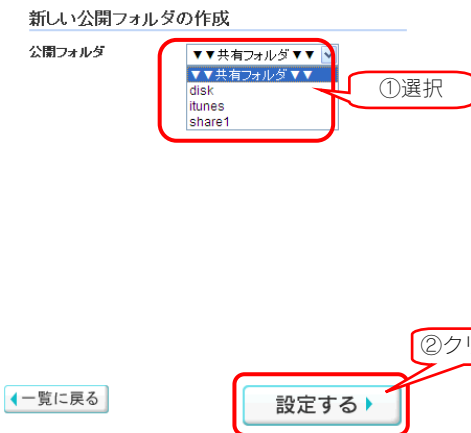 新しい公開フォルダの作成
公開フォルダ
▼▼共有フォルダ▼▼
▼▼共有フォルダ▼▼
disk
itunes
share1
①選択
②ク
一覧に戻る
設定する